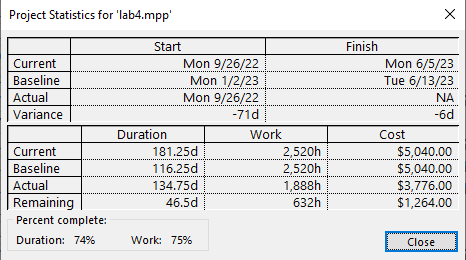 Project Statistics for 'lab4.mpp'
Start Finish
Current Mon 9/26/22 Mon 6/5/23
Baseline Mon 1/2/23 Tue 6/13/23
Actual Mon 9/26/22 NA
Variance -71d -6d
Duration Work Cost
Current 181.25d 2,520h $5,040.00
Baseline 116.25d 2,520h $5,040.00
Actual 134.75d 1,888h $3,776.00
Remaining 46.5d 632h $1,264.00
Percent complete:
Duration: 74% Work: 75%
Close